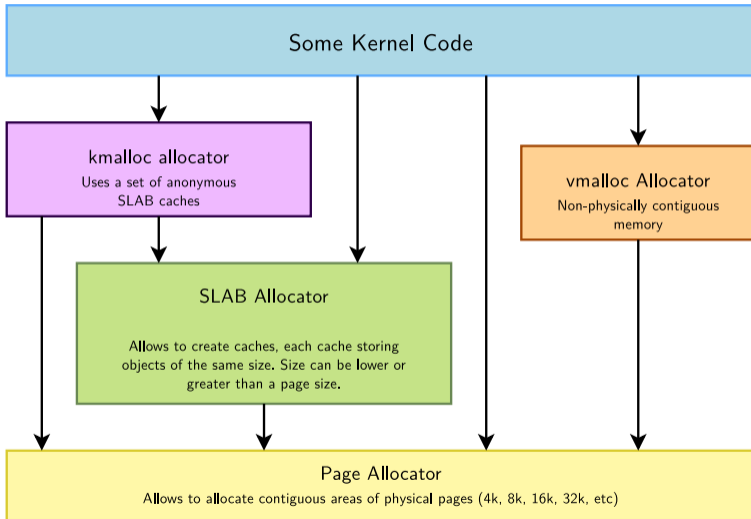 Some Kernel Code
kmalloc allocator
Uses a set of anonymous
SLAB caches
vmalloc Allocator
Non-physically contiguous
memory
SLAB Allocator
Allows to create caches, each cache storing
objects of the same size. Size can be lower or
greater than a page size.
Page Allocator
Allows to allocate contiguous areas of physical pages (4k, 8k, 16k, 32k, etc)